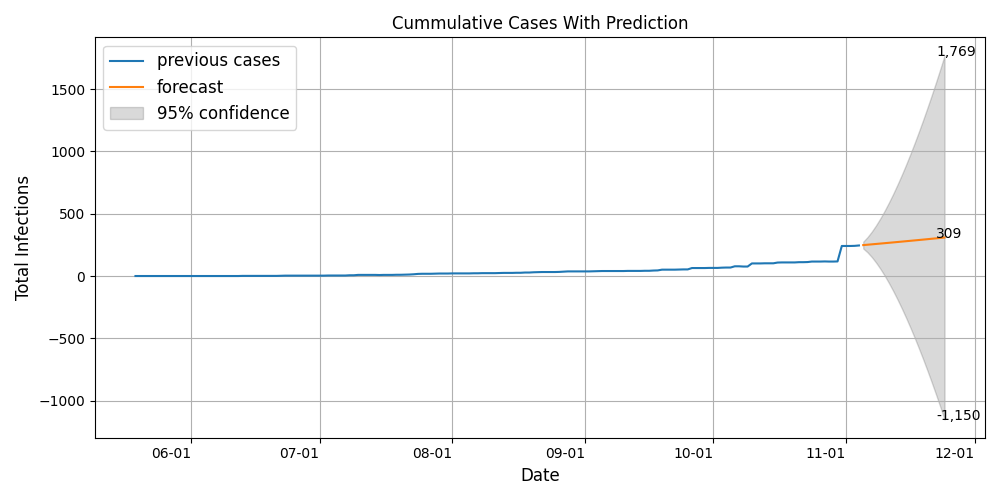 Cummulative Cases With Prediction
previous cases
forecast
95% confidence
1,769
309
-1,150
1500
1000
500
0
−500
−1000
Total Infections
06-01
07-01
08-01
09-01
10-01
11-01
12-01
Date